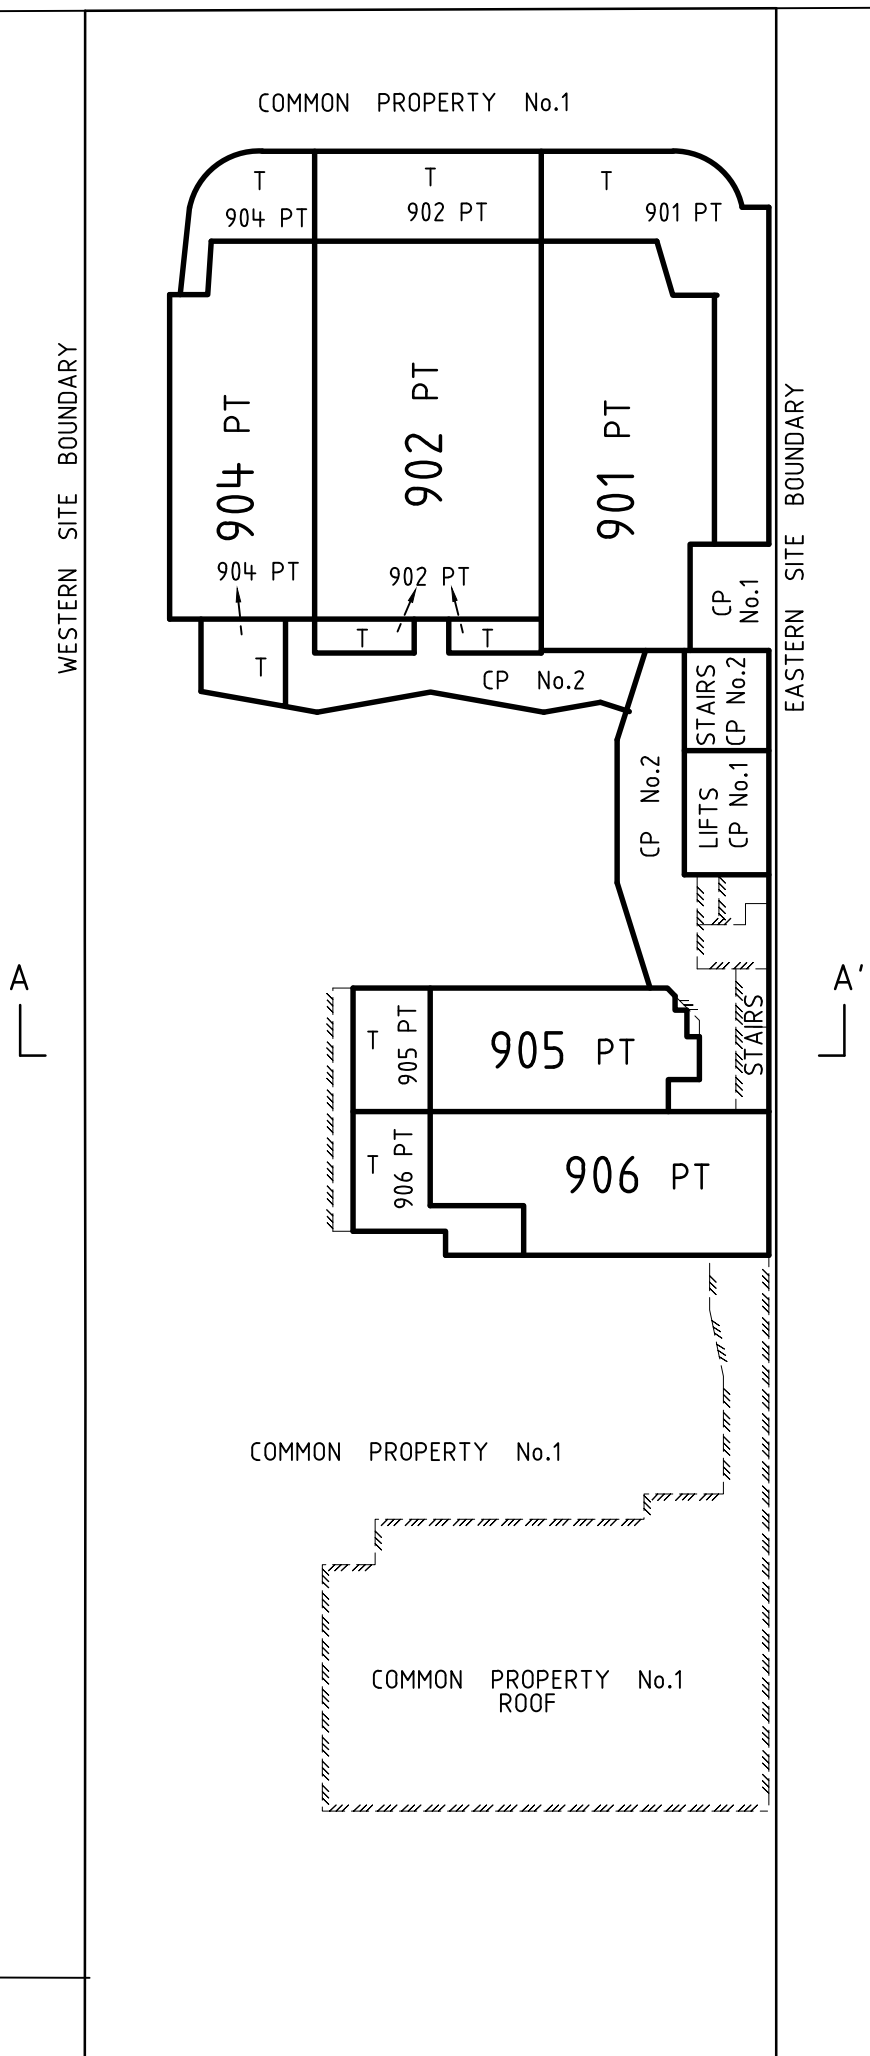 COMMON PROPERTY No.1
T
904 PT
T
902 PT
T
901 PT
WESTERN SITE BOUNDARY
EASTERN SITE BOUNDARY
904 PT
902 PT
901 PT
904 PT
902 PT
CP
No.1
T
T
T
CP No.2
STAIRS
CP No.2
CP No.2
LIFTS
CP No.1
A
A'
T
905 PT
905 PT
STAIRS
T
906 PT
906 PT
COMMON PROPERTY No.1
COMMON PROPERTY No.1
ROOF